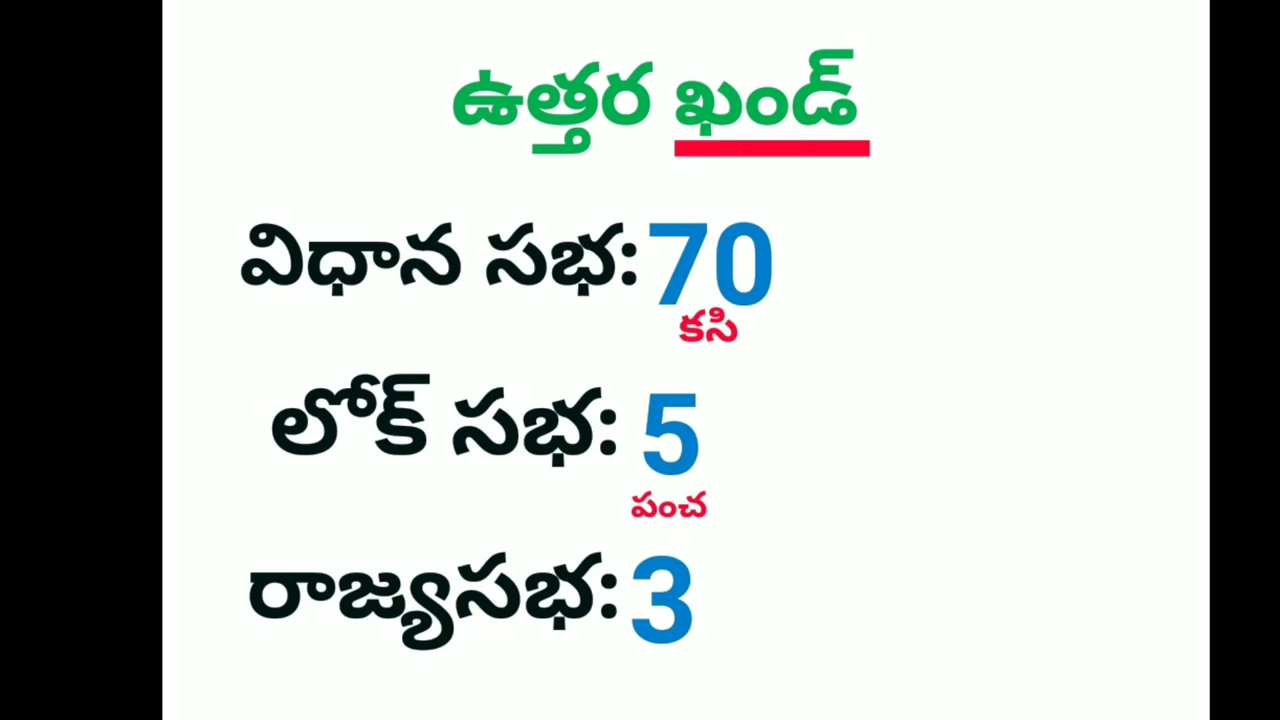 ఉత్తర ఖండ్
విధాన సభ:70
కసి
లోక్ సభ: 5
పంచ
రాజ్యసభ:3